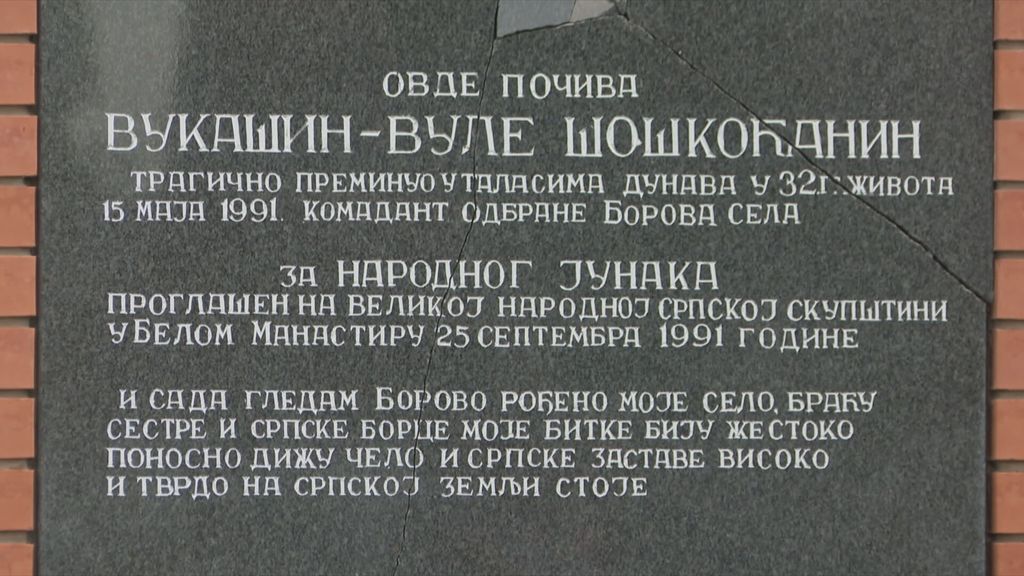 ОВДЕ ПОЧИВА
ВУКАШИН-ВУЛЕ ШОШКОЋАНИН
ТРАГИЧНО ПРЕМИНУО У ТАЛАСИМА ДУНАВА У 32 Г. ЖИВОТА
15 МАЈА 1991. КОМАДАНТ ОДБРАНЕ БОРОВА СЕЛА
ЗА НАРОДНОГ ЈУНАКА
ПРОГЛАШЕН НА ВЕЛИКОЈ НАРОДНОЈ СРПСКОЈ СКУПШТИНИ
У БЕЛОМ МАНАСТИРУ 25 СЕПТЕМБРА 1991 ГОДИНЕ
И САДА ГЛЕДАМ БОРОВО РОЂЕНО МОЈЕ СЕЛО, БРАЋУ
СЕСТРЕ И СРПСКЕ БОРЦЕ МОЈЕ БИТКЕ БИЈУ ЖЕСТОКО
ПОНОСНО ДИЖУ ЧЕЛО И СРПСКЕ ЗАСТАВЕ ВИСОКО
И ТВРДО НА СРПСКОЈ ЗЕМЉИ СТОЈЕ